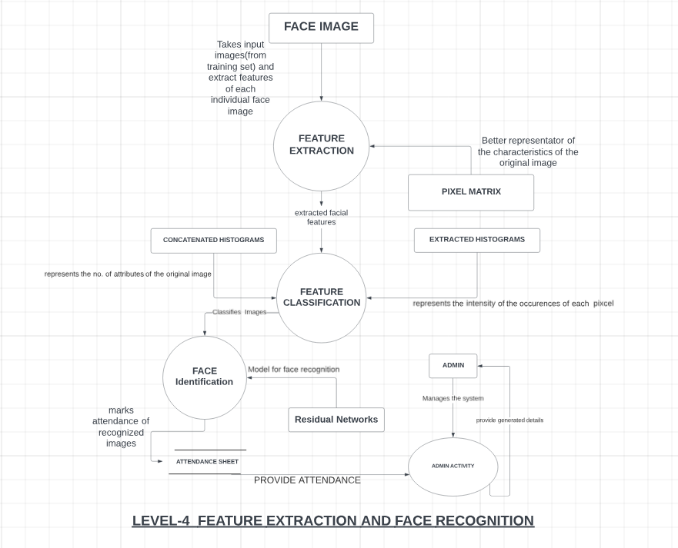 FACE IMAGE
Takes input
images(from
training set) and
extract features
of each
individual face
image
FEATURE
EXTRACTION
Better representator of
the characteristics of the
original image
PIXEL MATRIX
extracted facial
features
CONCATENATED HISTOGRAMS
EXTRACTED HISTOGRAMS
represents the no. of attributes of the original image
FEATURE
CLASSIFICATION
represents the intensity of the occurences of each pixcel
Classifies images
FACE
Identification
Model for face recognition
ADMIN
Manages the system
Residual Networks
provide generated details
marks
attendance of
recognized
images
ATTENDANCE SHEET
ADMIN ACTIVITY
PROVIDE ATTENDANCE
LEVEL-4 FEATURE EXTRACTION AND FACE RECOGNITION